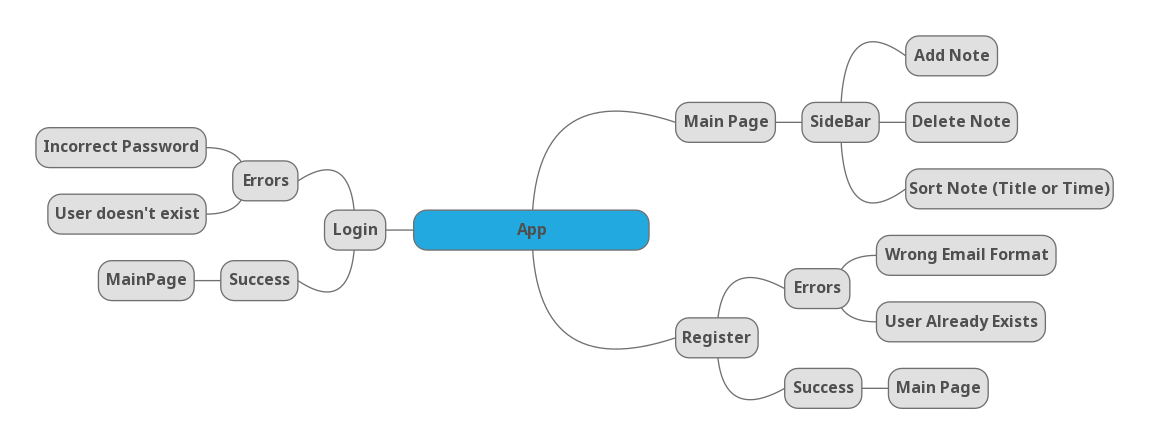 Add Note
Main Page
SideBar
Delete Note
Sort Note (Title or Time)
Incorrect Password
Errors
User doesn't exist
Login
App
MainPage
Success
Wrong Email Format
Errors
User Already Exists
Register
Success
Main Page